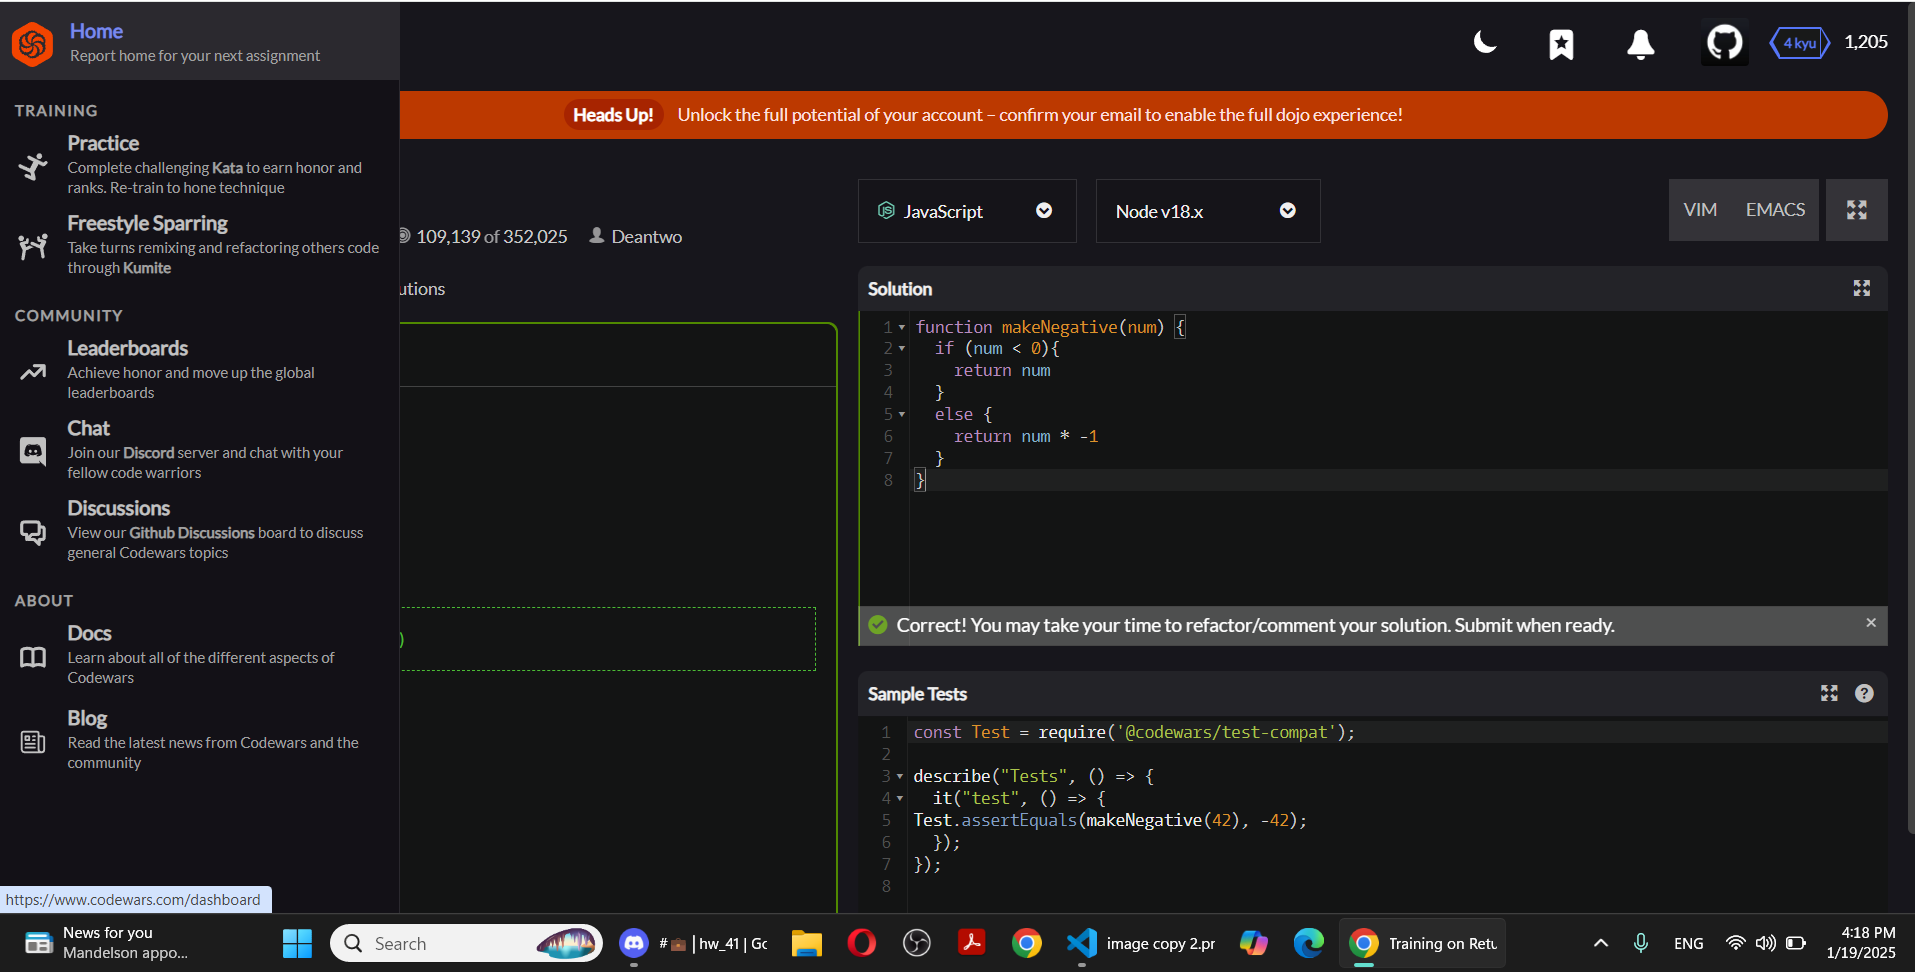 Home
Report home for your next assignment
4 kyu
1,205
Heads Up! Unlock the full potential of your account – confirm your email to enable the full dojo experience!
TRAINING
Practice
Complete challenging Kata to earn honor and
ranks. Re-train to hone technique
Freestyle Sparring
Take turns remixing and refactoring others code
through Kumite
COMMUNITY
Leaderboards
Achieve honor and move up the global
leaderboards
Chat
Join our Discord server and chat with your
fellow code warriors
Discussions
View our Github Discussions board to discuss
general Codewars topics
ABOUT
Docs
Learn about all of the different aspects of
Codewars
Blog
Read the latest news from Codewars and the
community
https://www.codewars.com/dashboard
109,139 of 352,025 Deantwo
utions
)
JavaScript
Node v18.x
VIM EMACS
Solution
1 function makeNegative(num) {
2 if (num < 0){
3 return num
4 }
5 else {
6 return num * -1
7 }
8 }
Correct! You may take your time to refactor/comment your solution. Submit when ready.
×
Sample Tests
?
1 const Test = require('@codewars/test-compat');
2
3 describe("Tests", () => {
4 it("test", () => {
5 Test.assertEquals(makeNegative(42), -42);
6 });
7 });
8
News for you
Mandelson appo...
Search
# | hw_41 | Gc
image copy 2.pr
Training on Retu
ENG
4:18 PM
1/19/2025